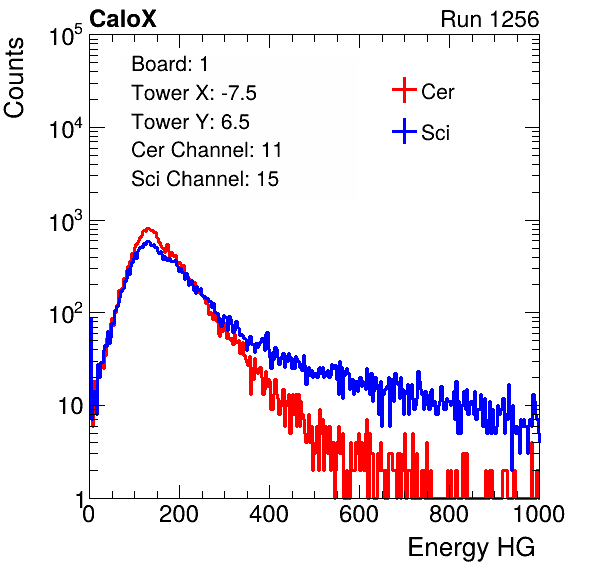 CaloX Run 1256
Counts
Board: 1
Tower X: -7.5
Tower Y: 6.5
Cer Channel: 11
Sci Channel: 15
Cer
Sci
10^5
10^4
10^3
10^2
10
1
0 200 400 600 800 1000
Energy HG